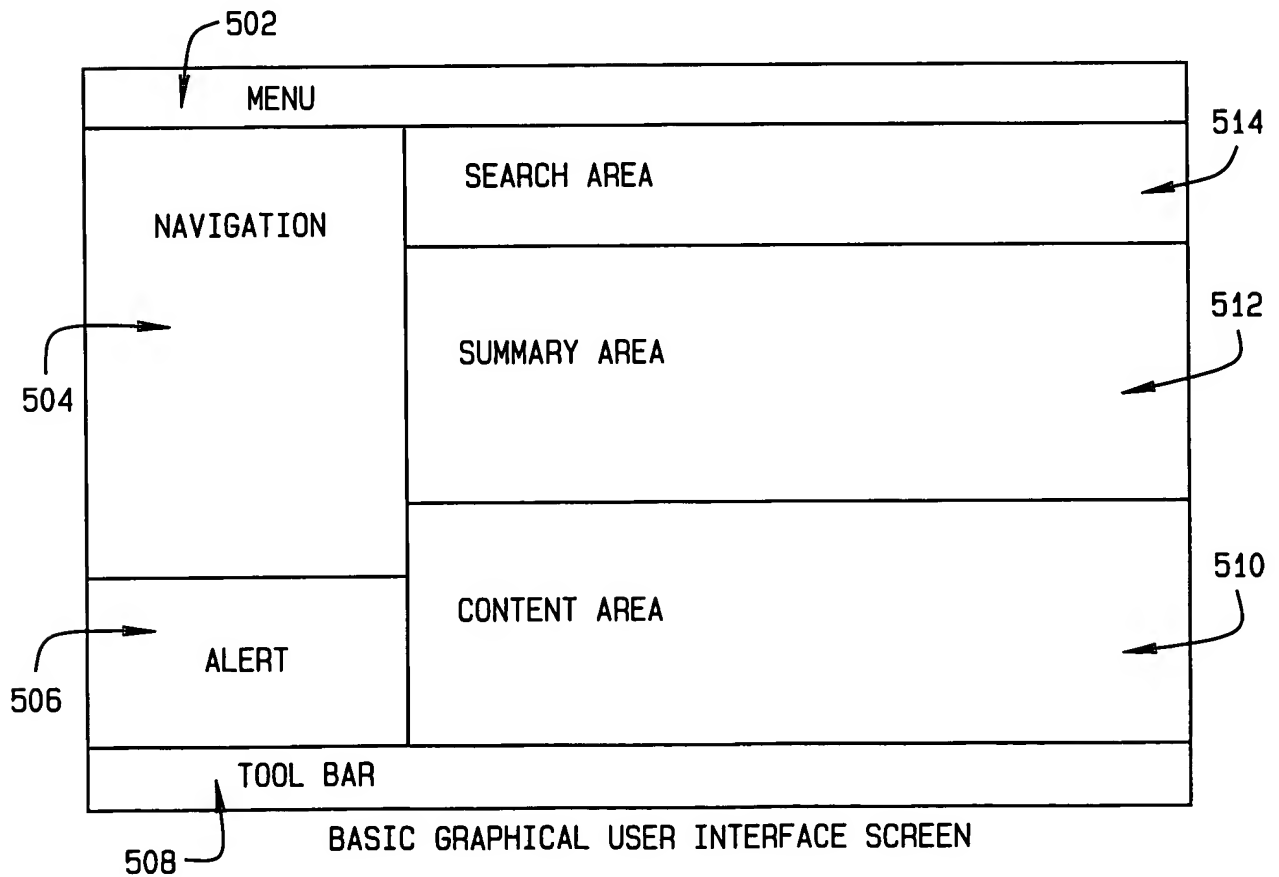 502
MENU
514
SEARCH AREA
NAVIGATION
512
SUMMARY AREA
504
510
CONTENT AREA
ALERT
506
TOOL BAR
BASIC GRAPHICAL USER INTERFACE SCREEN
508